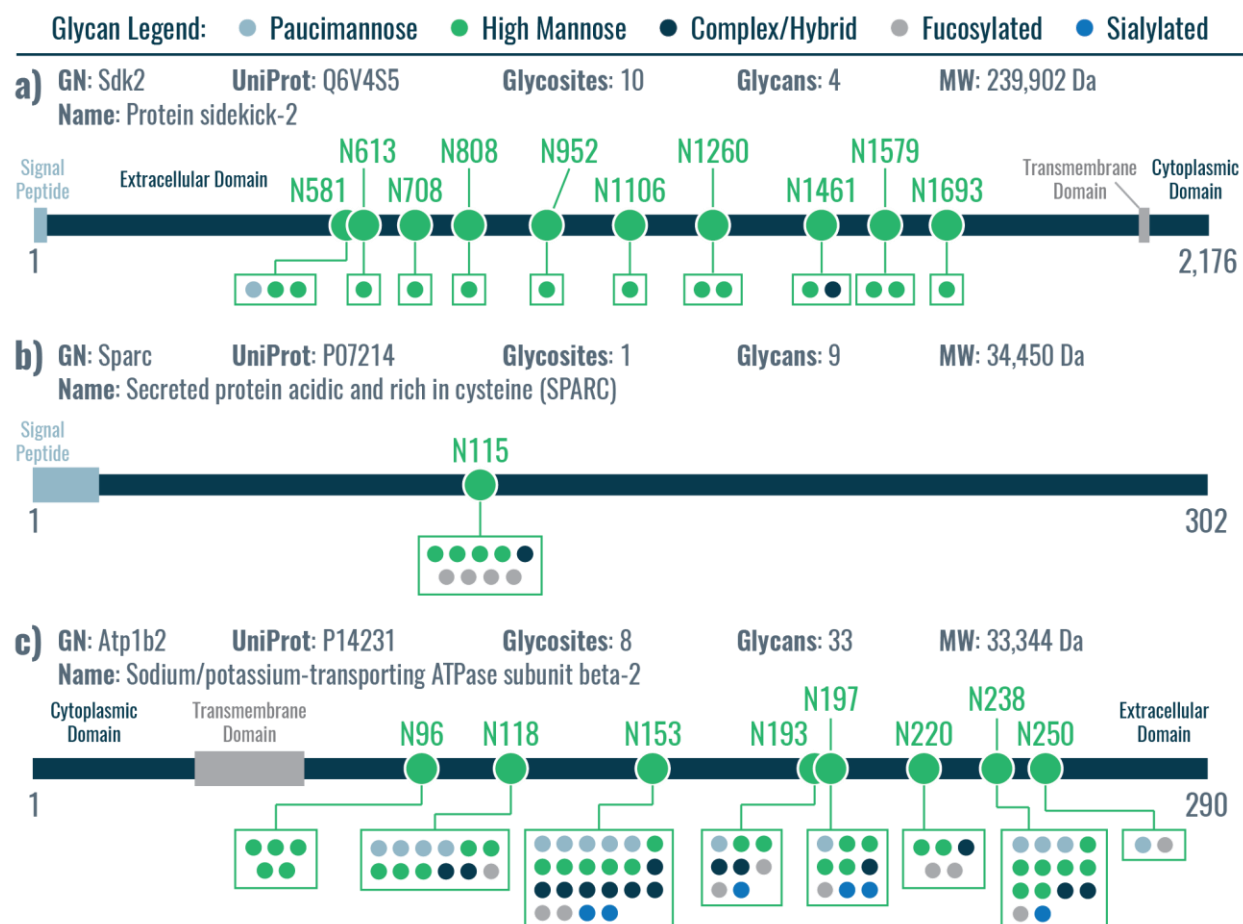 Glycan Legend: Paucimannose High Mannose Complex/Hybrid Fucosylated Sialylated
a) GN: Sdk2 UniProt: Q6V4S5 Glycosites: 10 Glycans: 4 MW: 239,902 Da
Name: Protein sidekick-2
N613 N808 N952 N1260 N1579
Signal
Peptide
Extracellular Domain
N581 N708 N1106 N1461 N1693
Transmembrane
Domain
Cytoplasmic
Domain
1 2,176
b) GN: Sparc UniProt: P07214 Glycosites: 1 Glycans: 9 MW: 34,450 Da
Name: Secreted protein acidic and rich in cysteine (SPARC)
Signal
Peptide
N115
1 302
c) GN: Atp1b2 UniProt: P14231 Glycosites: 8 Glycans: 33 MW: 33,344 Da
Name: Sodium/potassium-transporting ATPase subunit beta-2
N197 N238
Cytoplasmic
Domain
Transmembrane
Domain
N96 N118 N153 N193 N220 N250
Extracellular
Domain
1 290